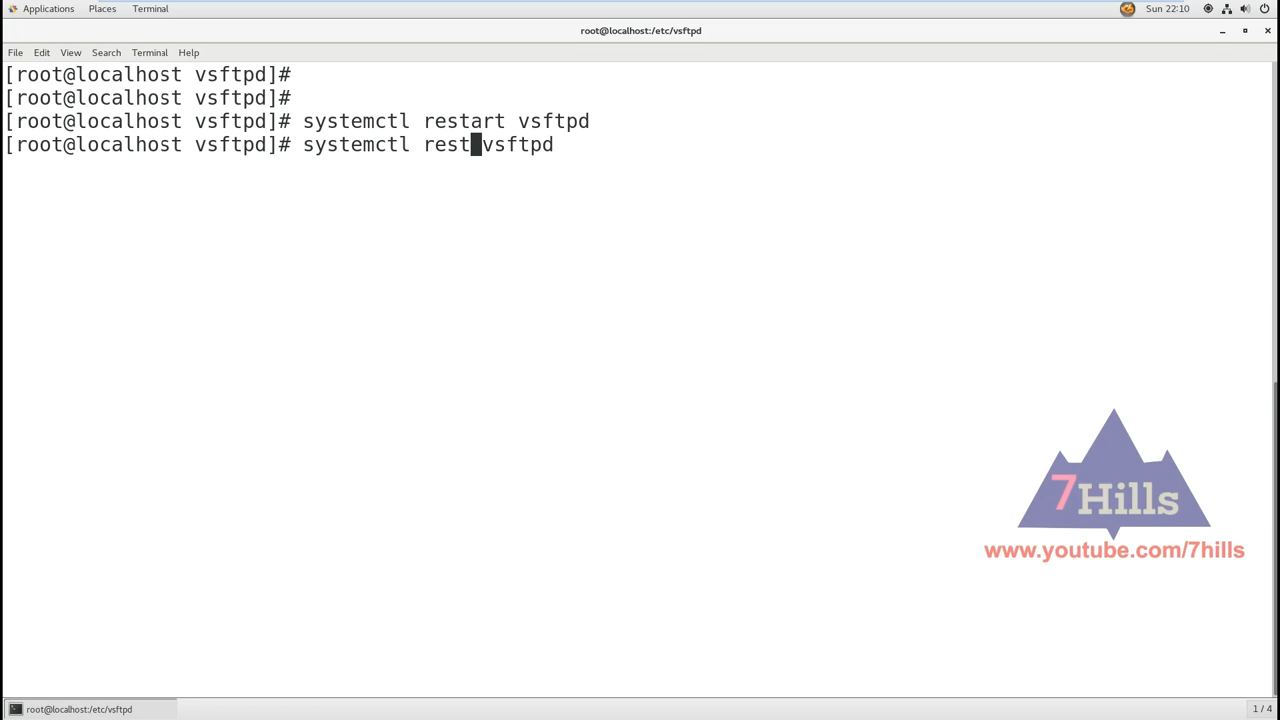 Applications Places Terminal Sun 22:10
root@localhost:/etc/vsftpd
File Edit View Search Terminal Help
[root@localhost vsftpd]#
[root@localhost vsftpd]#
[root@localhost vsftpd]# systemctl restart vsftpd
[root@localhost vsftpd]# systemctl rest vsftpd
7Hills
www.youtube.com/7hills
root@localhost:/etc/vsftpd 1 / 4